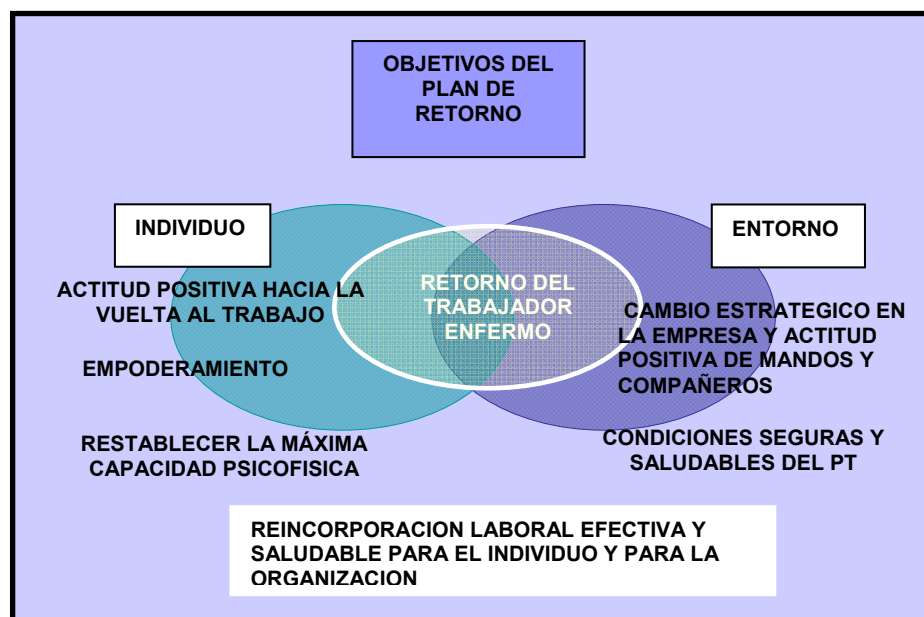 OBJETIVOS DEL
PLAN DE
RETORNO
INDIVIDUO
ENTORNO
ACTITUD POSITIVA HACIA LA
VUELTA AL TRABAJO
EMPODERAMIENTO
RESTABLECER LA MÁXIMA
CAPACIDAD PSICOFISICA
RETORNO DEL
TRABAJADOR
ENFERMO
CAMBIO ESTRATEGICO EN
LA EMPRESA Y ACTITUD
POSITIVA DE MANDOS Y
COMPAÑEROS
CONDICIONES SEGURAS Y
SALUDABLES DEL PT
REINCORPORACION LABORAL EFECTIVA Y
SALUDABLE PARA EL INDIVIDUO Y PARA LA
ORGANIZACION